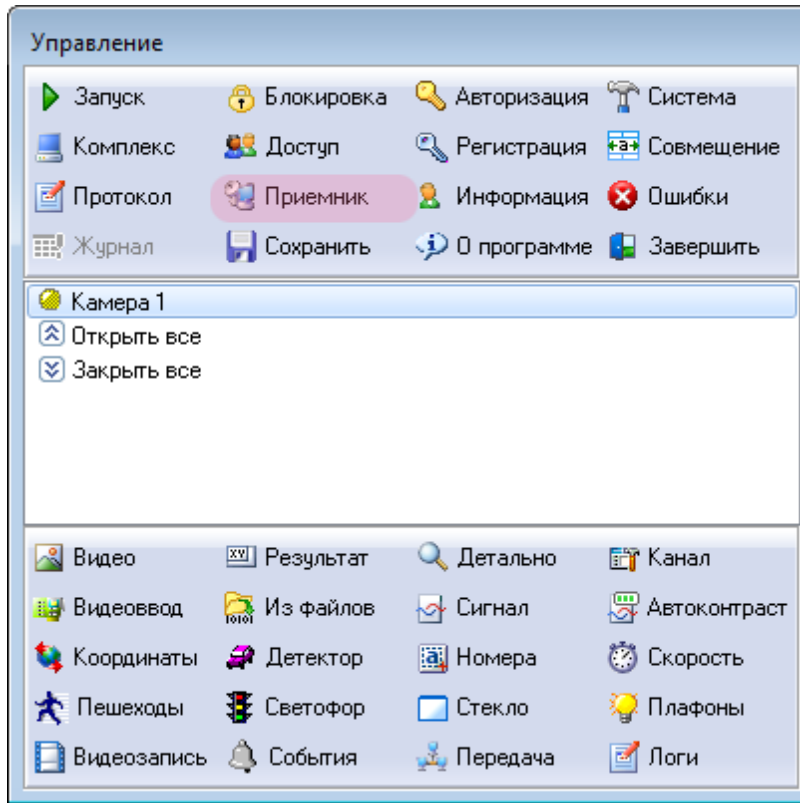 Управление
Запуск Блокировка Авторизация Система
Комплекс Доступ Регистрация Совмещение
Протокол Приемник Информация Ошибки
Журнал Сохранить О программе Завершить
Камера 1
Открыть все
Закрыть все
Видео Результат Детально Канал
Видеоввод Из файлов Сигнал Автоконтраст
Координаты Детектор Номера Скорость
Пешеходы Светофор Стекло Плафоны
Видеозапись События Передача Логи